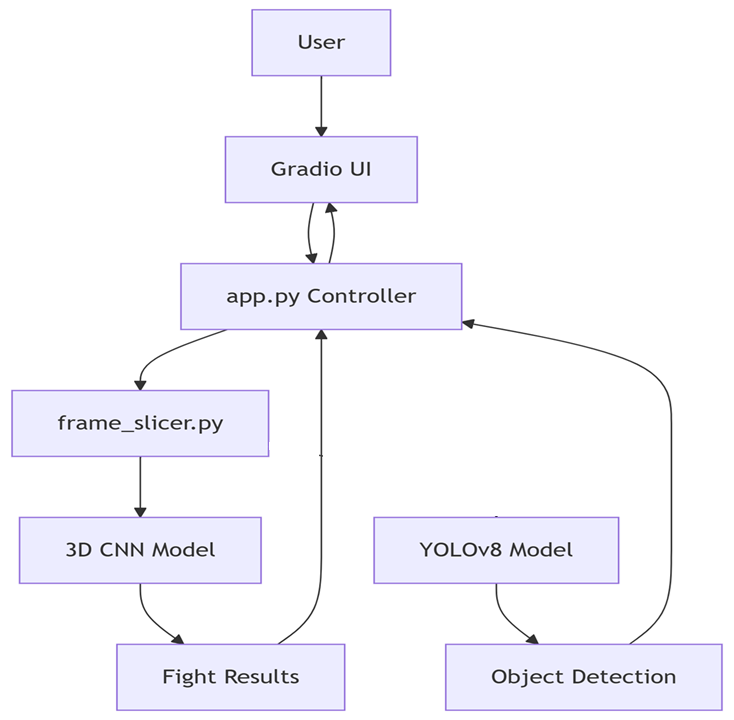 User
Gradio UI
app.py Controller
frame_slicer.py
3D CNN Model
YOLOv8 Model
Fight Results
Object Detection